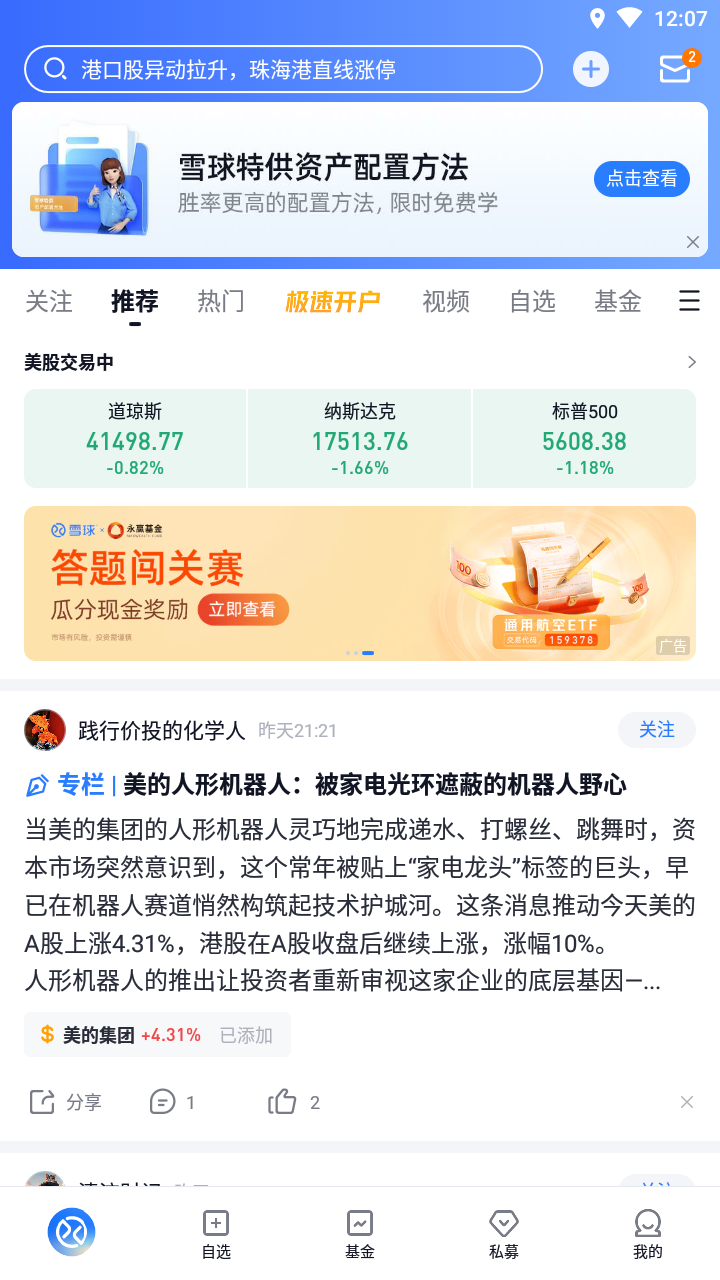 12:07
港口股异动拉升，珠海港直线涨停
2
雪球特供资产配置方法
胜率更高的配置方法, 限时免费学
点击查看
关注 推荐 热门 极速开户 视频 自选 基金
美股交易中
道琼斯 纳斯达克 标普500
41498.77 17513.76 5608.38
-0.82% -1.66% -1.18%
雪球 × 永赢基金
答题闯关赛
瓜分现金奖励 立即查看
市场有风险，投资需谨慎
100
100
通用航空ETF
交易代码：159378
广告
践行价投的化学人 昨天21:21 关注
专栏 | 美的人形机器人：被家电光环遮蔽的机器人野心
当美的集团的人形机器人灵巧地完成递水、打螺丝、跳舞时，资
本市场突然意识到，这个常年被贴上“家电龙头”标签的巨头，早
已在机器人赛道悄然构筑起技术护城河。这条消息推动今天美的
A股上涨4.31%，港股在A股收盘后继续上涨，涨幅10%。
人形机器人的推出让投资者重新审视这家企业的底层基因—...
$ 美的集团 +4.31% 已添加
分享 1 2
自选 基金 私募 我的